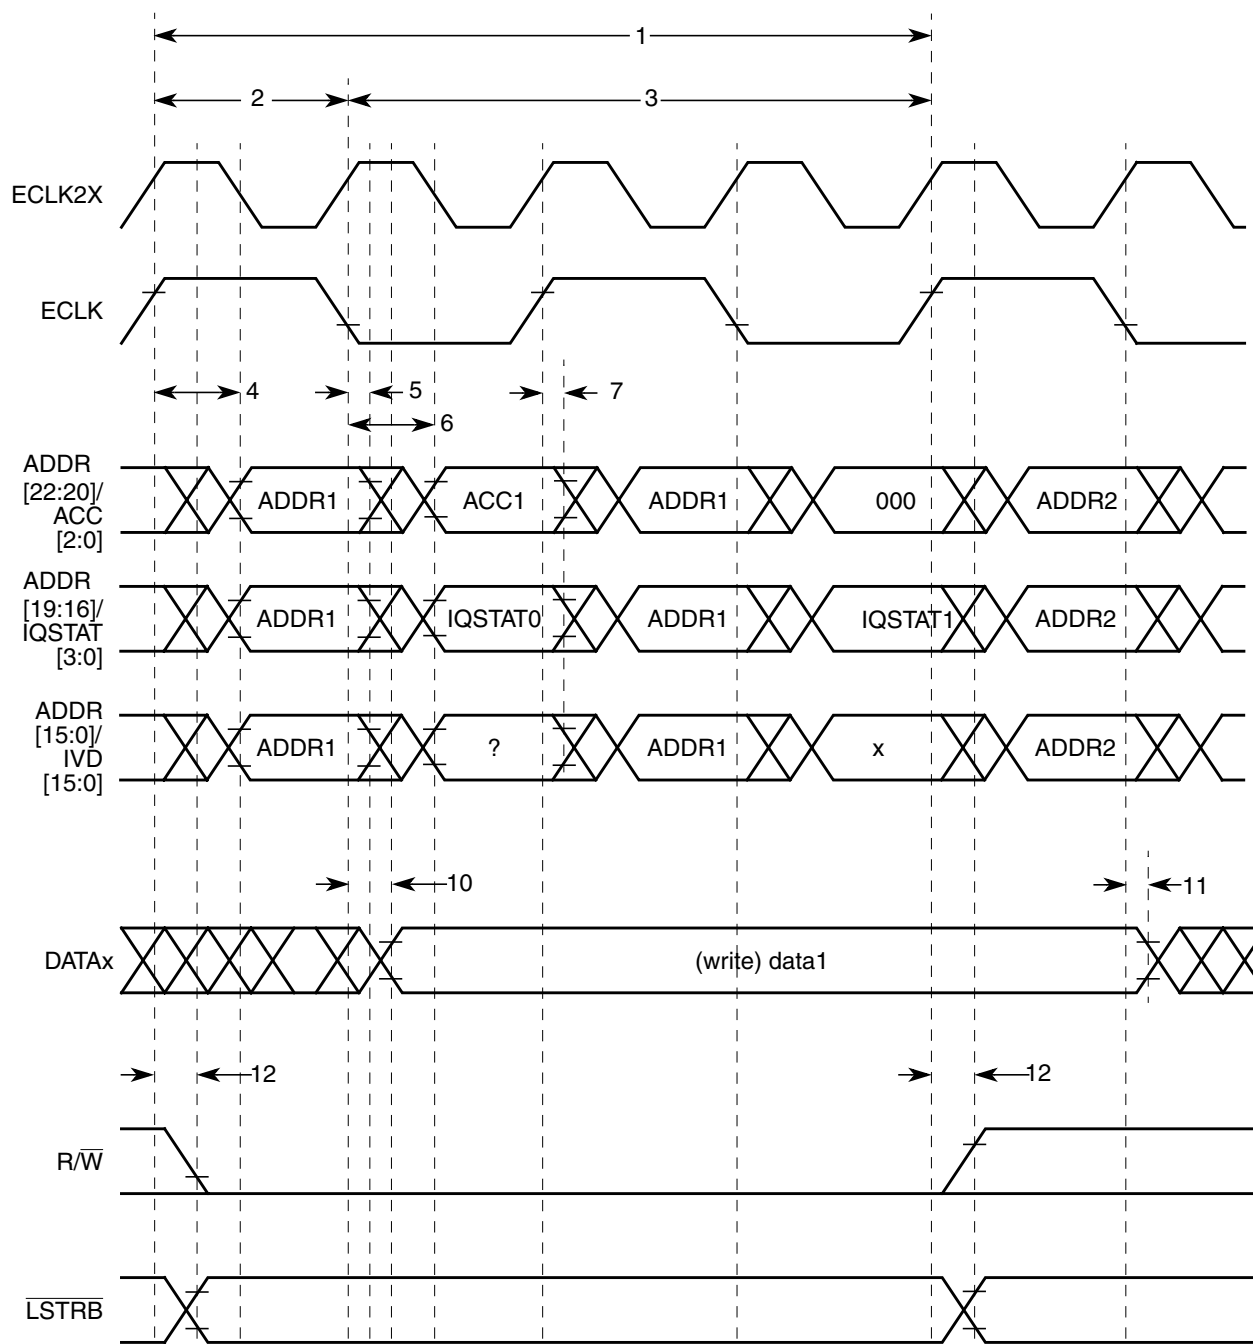 1
2 3
ECLK2X
ECLK
4 5 7
6
ADDR
[22:20]/
ACC
[2:0]
ADDR1 ACC1 ADDR1 000 ADDR2
ADDR
[19:16]/
IQSTAT
[3:0]
ADDR1 IQSTAT0 ADDR1 IQSTAT1 ADDR2
ADDR
[15:0]/
IVD
[15:0]
ADDR1 ? ADDR1 x ADDR2
10 11
DATAx (write) data1
12 12
R/W̅
L̅S̅T̅R̅B̅